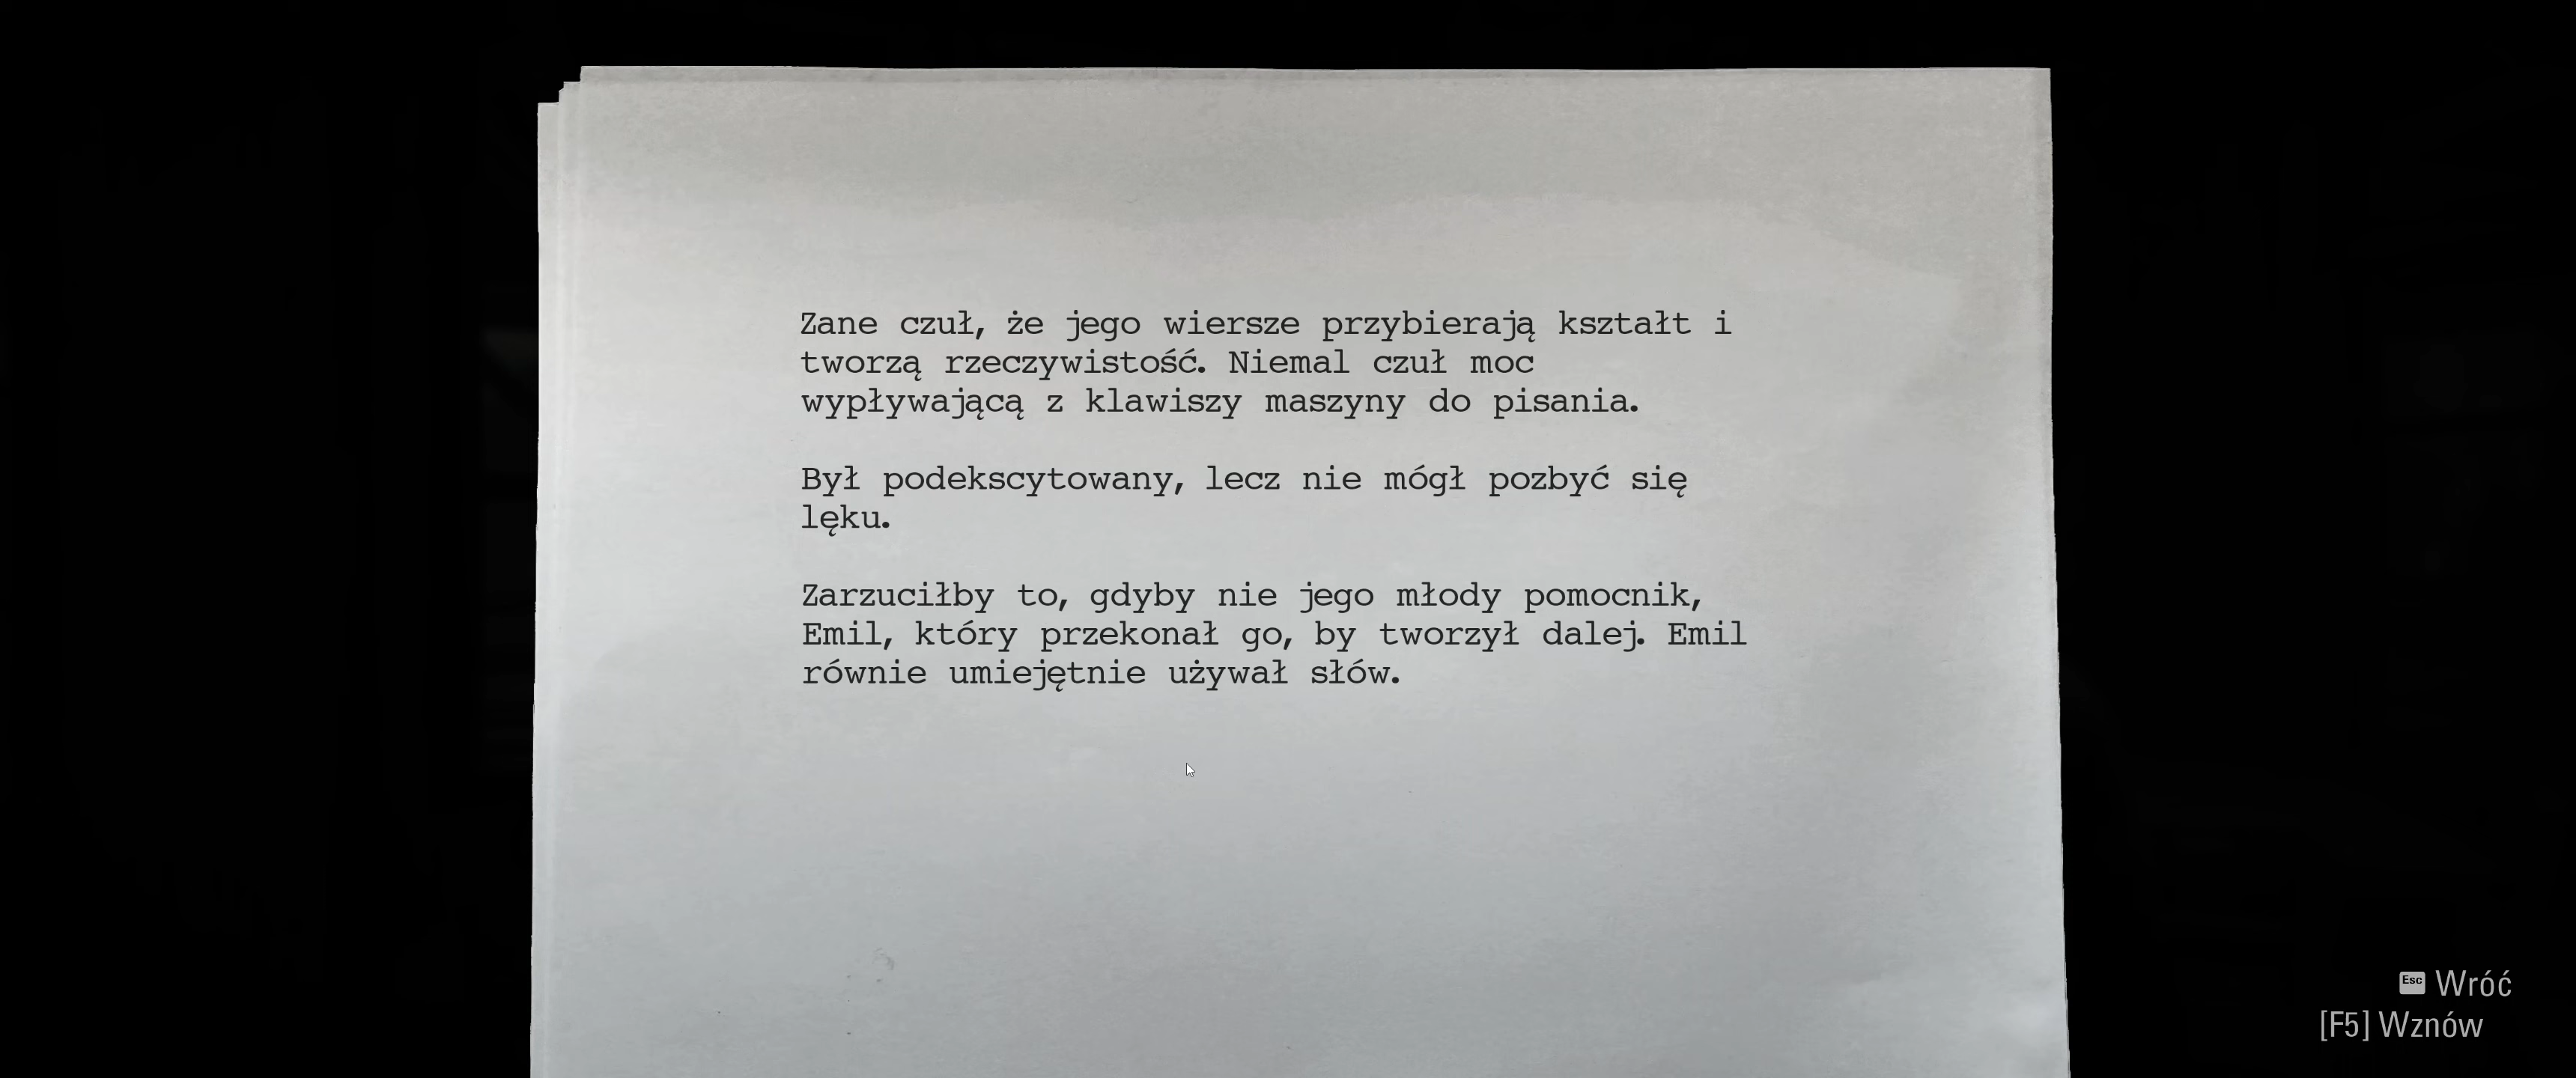 Zane czuł, że jego wiersze przybierają kształt i
tworzą rzeczywistość. Niemal czuł moc
wypływającą z klawiszy maszyny do pisania.
Był podekscytowany, lecz nie mógł pozbyć się
lęku.
Zarzuciłby to, gdyby nie jego młody pomocnik,
Emil, który przekonał go, by tworzył dalej. Emil
równie umiejętnie używał słów.
Esc Wróć
[F5] Wznów